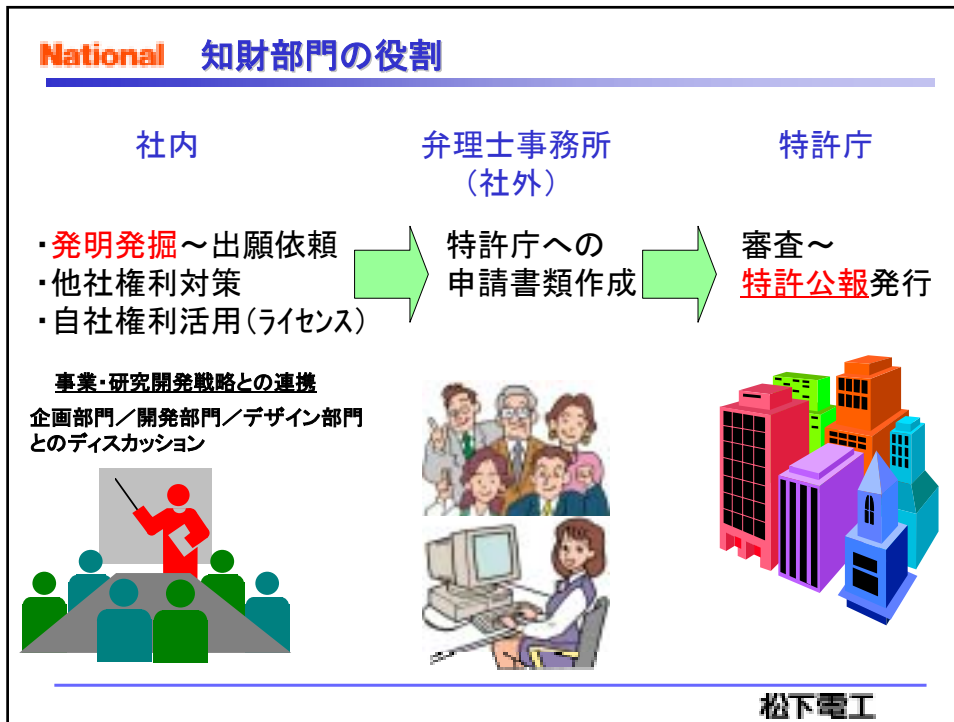 National 知財部門の役割
社内
弁理士事務所
（社外）
特許庁
・発明発掘～出願依頼
・他社権利対策
・自社権利活用（ライセンス）
特許庁への
申請書類作成
審査～
特許公報発行
事業・研究開発戦略との連携
企画部門／開発部門／デザイン部門
とのディスカッション
松下電工